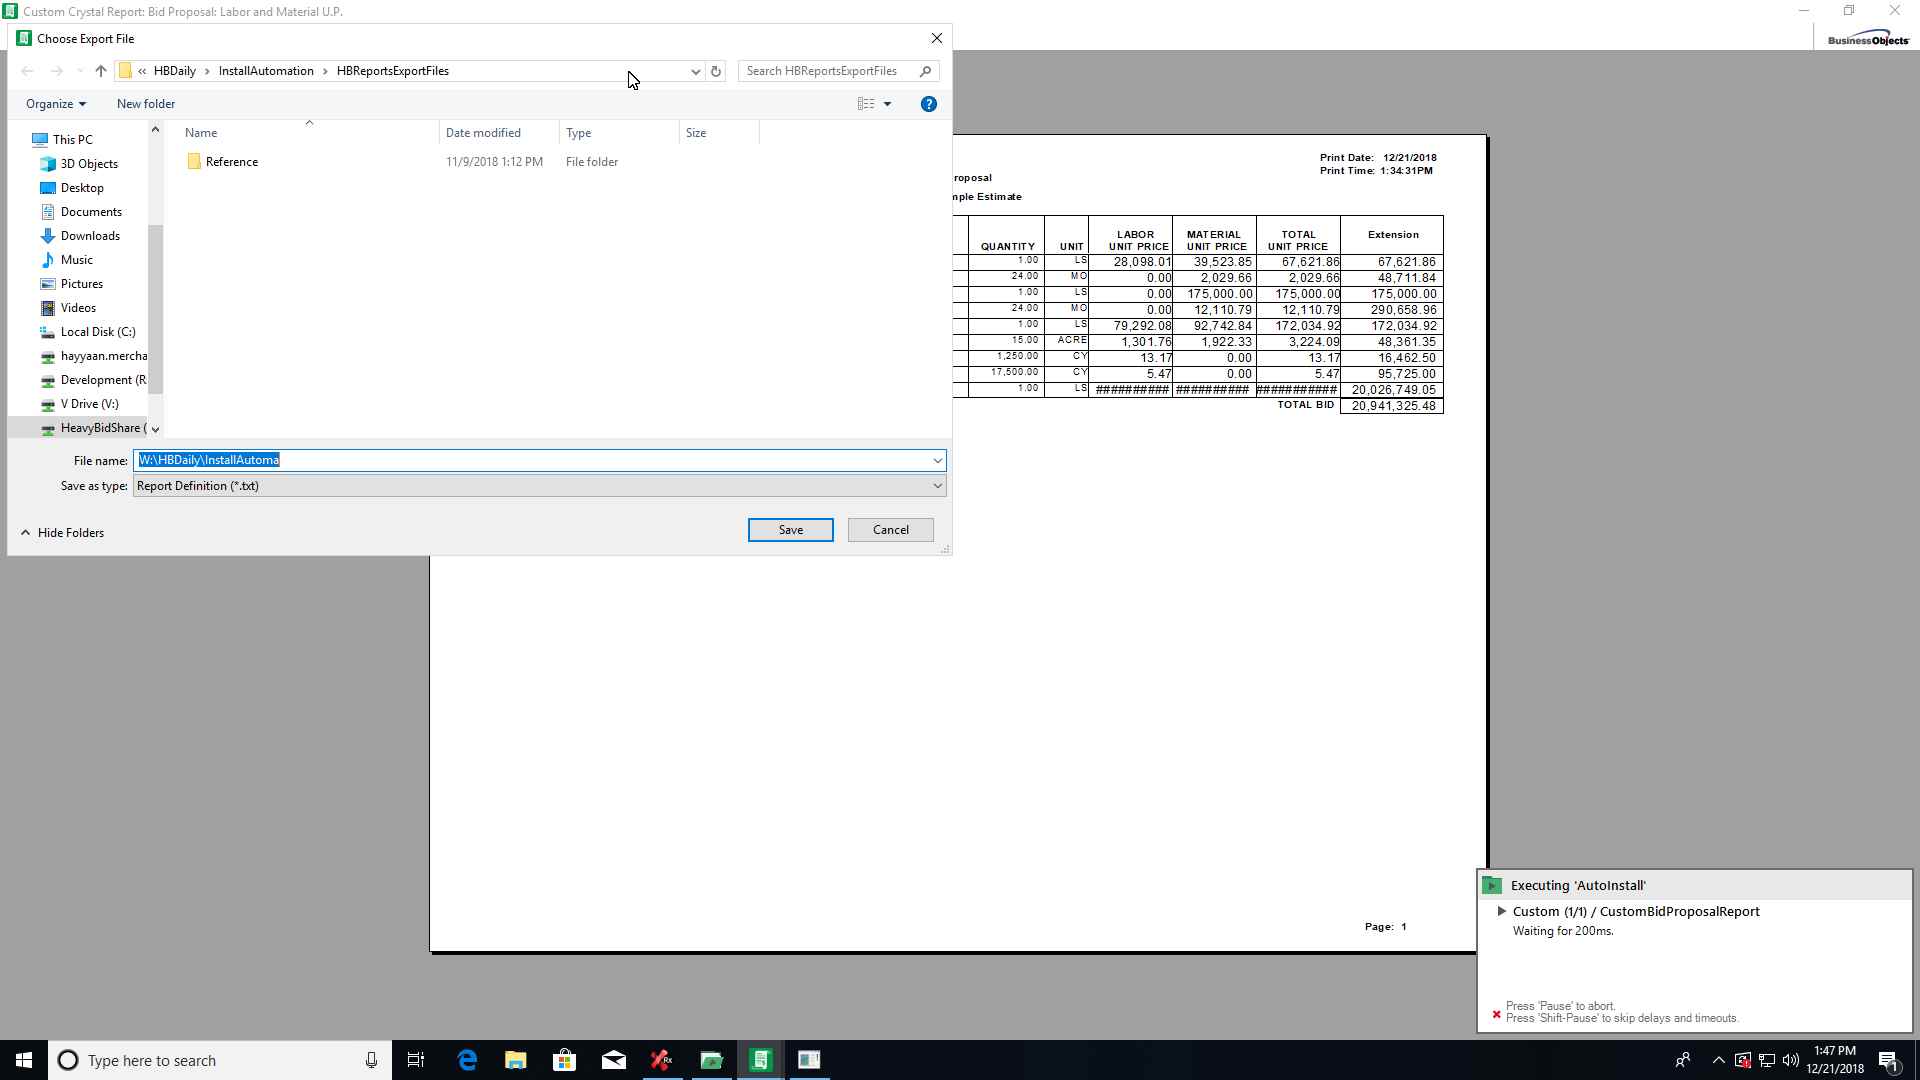 Custom Crystal Report: Bid Proposal: Labor and Material U.P.
Choose Export File
« HBDaily › InstallAutomation › HBReportsExportFiles
Search HBReportsExportFiles
BusinessObjects
Organize
New folder
?
Name
Date modified
Type
Size
Reference
11/9/2018 1:12 PM
File folder
This PC
3D Objects
Desktop
Documents
Downloads
Music
Pictures
Videos
Local Disk (C:)
hayyaan.mercha
Development (R
V Drive (V:)
HeavyBidShare (
File name: W:\HBDaily\InstallAutoma
Save as type: Report Definition (*.txt)
Hide Folders
Save
Cancel
Print Date: 12/21/2018
Print Time: 1:34:31PM
roposal
mple Estimate
QUANTITY UNIT LABOR UNIT PRICE MATERIAL UNIT PRICE TOTAL UNIT PRICE Extension
1.00 LS 28,098.01 39,523.85 67,621.86 67,621.86
24.00 MO 0.00 2,029.66 2,029.66 48,711.84
1.00 LS 0.00 175,000.00 175,000.00 175,000.00
24.00 MO 0.00 12,110.79 12,110.79 290,658.96
1.00 LS 79,292.08 92,742.84 172,034.92 172,034.92
15.00 ACRE 1,301.76 1,922.33 3,224.09 48,361.35
1,250.00 CY 13.17 0.00 13.17 16,462.50
17,500.00 CY 5.47 0.00 5.47 95,725.00
1.00 LS ########## ########## ########### 20,026,749.05
TOTAL BID 20,941,325.48
Page: 1
Executing 'AutoInstall'
Custom (1/1) / CustomBidProposalReport
Waiting for 200ms.
Press 'Pause' to abort.
Press 'Shift-Pause' to skip delays and timeouts.
Type here to search
Rx
1:47 PM
12/21/2018
1